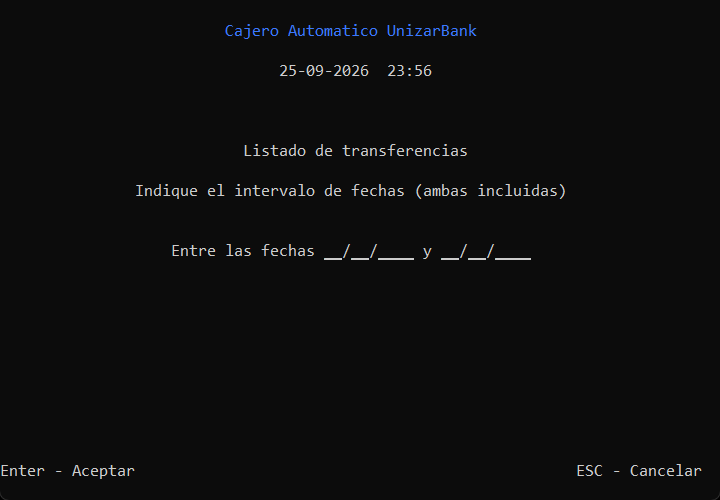 Cajero Automatico UnizarBank
25-09-2026  23:56
Listado de transferencias
Indique el intervalo de fechas (ambas incluidas)
Entre las fechas __/__/____ y __/__/____
Enter - Aceptar
ESC - Cancelar